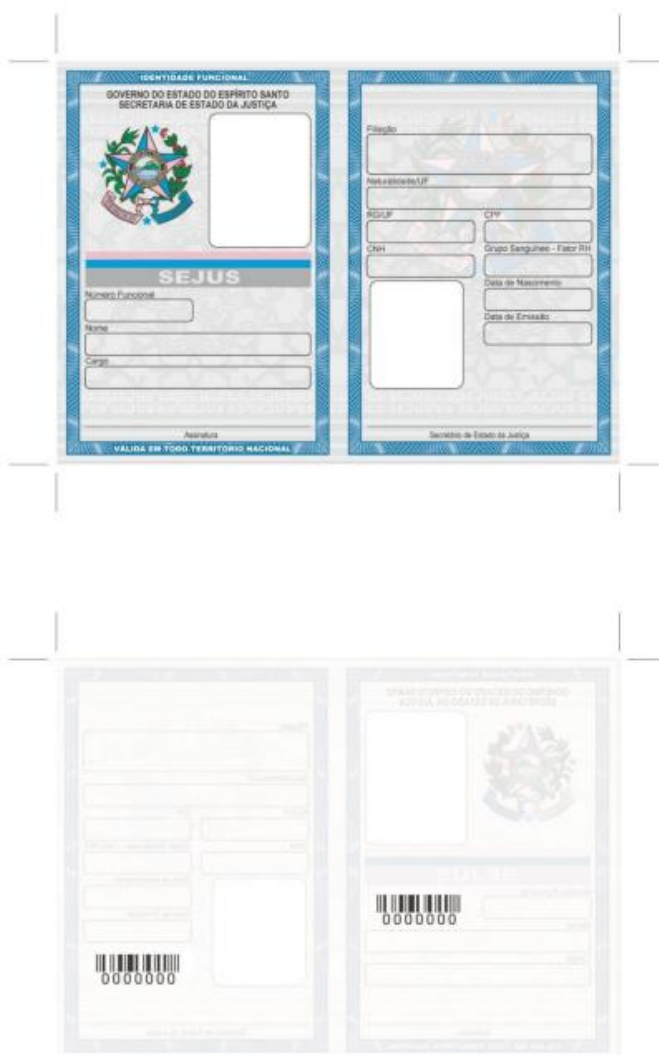 IDENTIDADE FUNCIONAL
GOVERNO DO ESTADO DO ESPÍRITO SANTO
SECRETARIA DE ESTADO DA JUSTIÇA
SEJUS
Número Funcional
Nome
Cargo
Assinatura
VÁLIDA EM TODO TERRITÓRIO NACIONAL
Filiação
Naturalidade/UF
RG/UF
CPF
CNH
Grupo Sanguíneo - Fator RH
Data de Nascimento
Data de Emissão
Secretário de Estado da Justiça
0000000
0000000